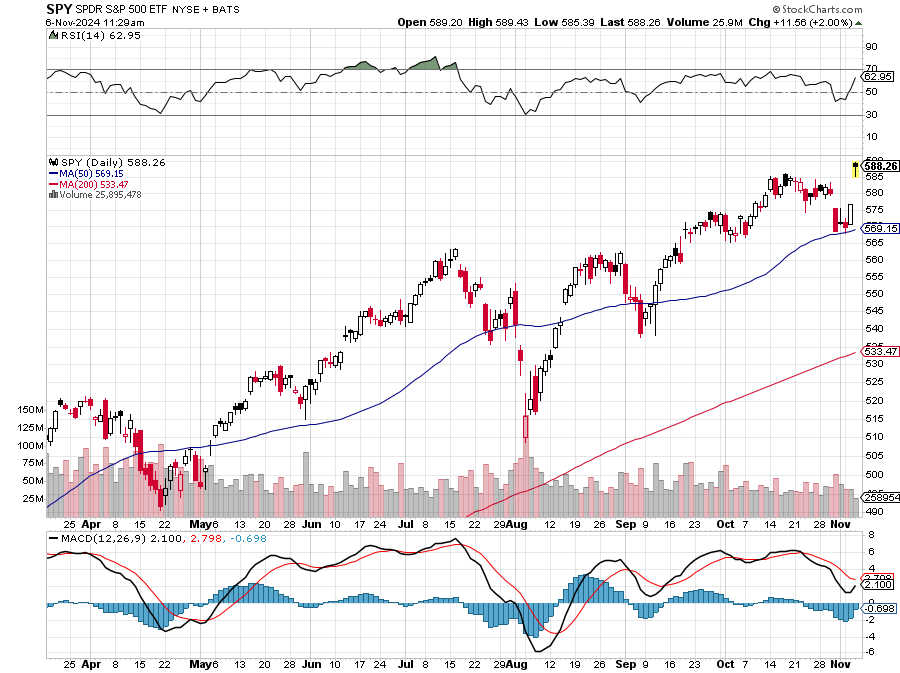 SPY SPDR S&P 500 ETF NYSE + BATS © StockCharts.com
6-Nov-2024 11:29am Open 589.20 High 589.43 Low 585.39 Last 588.26 Volume 25.9M Chg +11.56 (+2.00%)
RSI(14) 62.95
90
70
62.95
50
30
10
SPY (Daily) 588.26
MA(50) 569.15
MA(200) 533.47
Volume 25,895,478
588.26
585
580
575
569.15
565
560
555
550
545
540
535
533.47
530
525
520
515
510
505
500
258954
490
150M
125M
100M
75M
50M
25M
25 Apr 8 15 22 May 6 13 20 28 Jun 10 17 24 Jul 8 15 22 29 Aug 12 19 26 Sep 9 16 23 Oct 7 14 21 28 Nov
MACD(12,26,9) 2.100, 2.798, -0.698
8
6
4
2.798
2.100
0
-0.698
-2
-4
-6
25 Apr 8 15 22 May 6 13 20 28 Jun 10 17 24 Jul 8 15 22 29 Aug 12 19 26 Sep 9 16 23 Oct 7 14 21 28 Nov